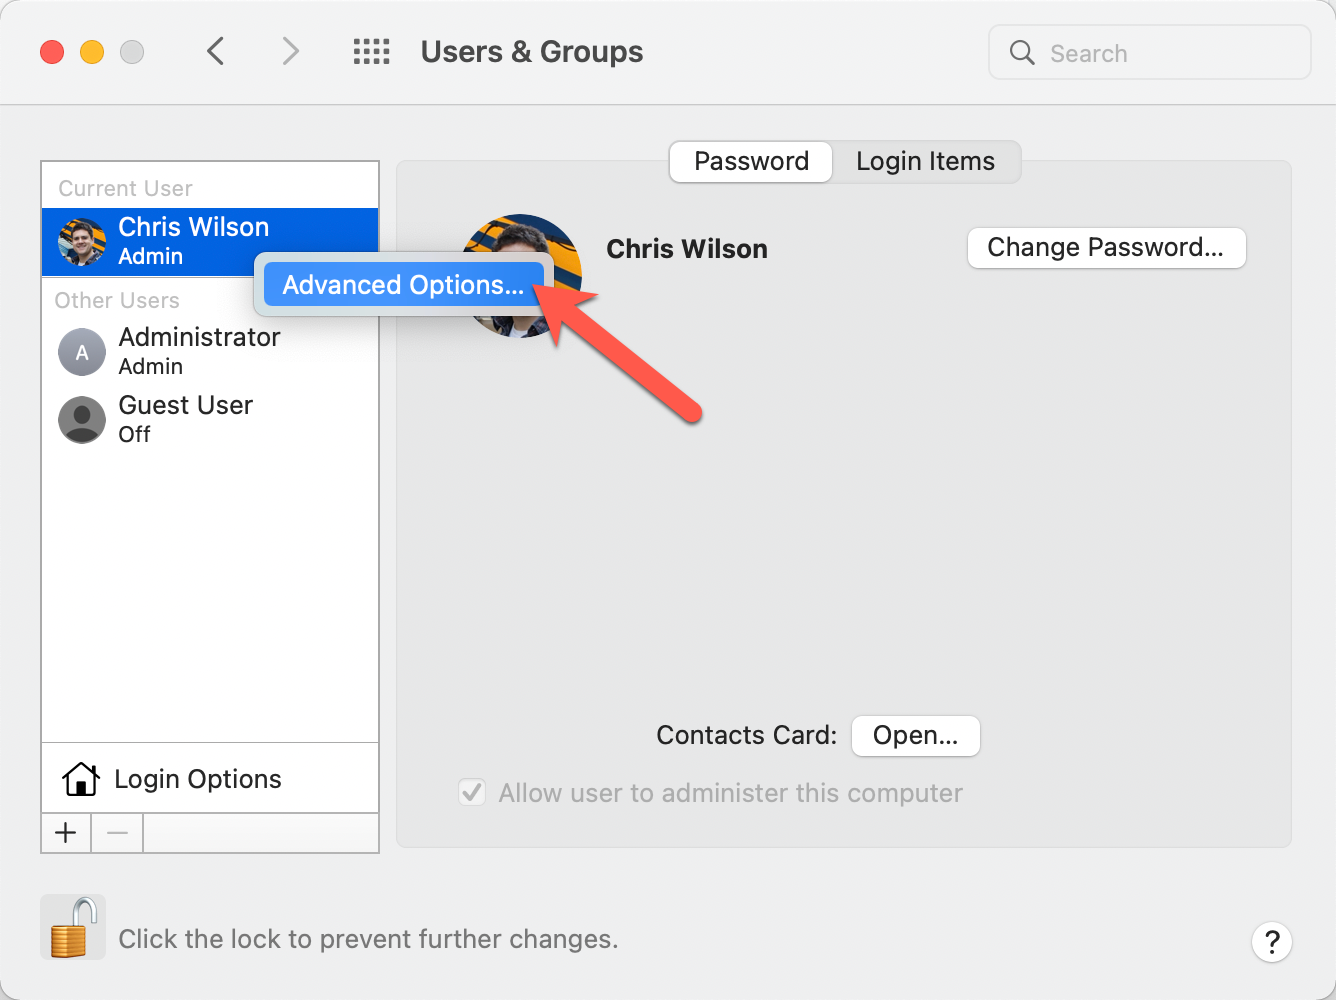 Users & Groups
Search
Password
Login Items
Current User
Chris Wilson
Admin
Advanced Options...
Chris Wilson
Change Password...
Other Users
A
Administrator
Admin
Guest User
Off
Contacts Card:
Open...
Allow user to administer this computer
Login Options
Click the lock to prevent further changes.
?